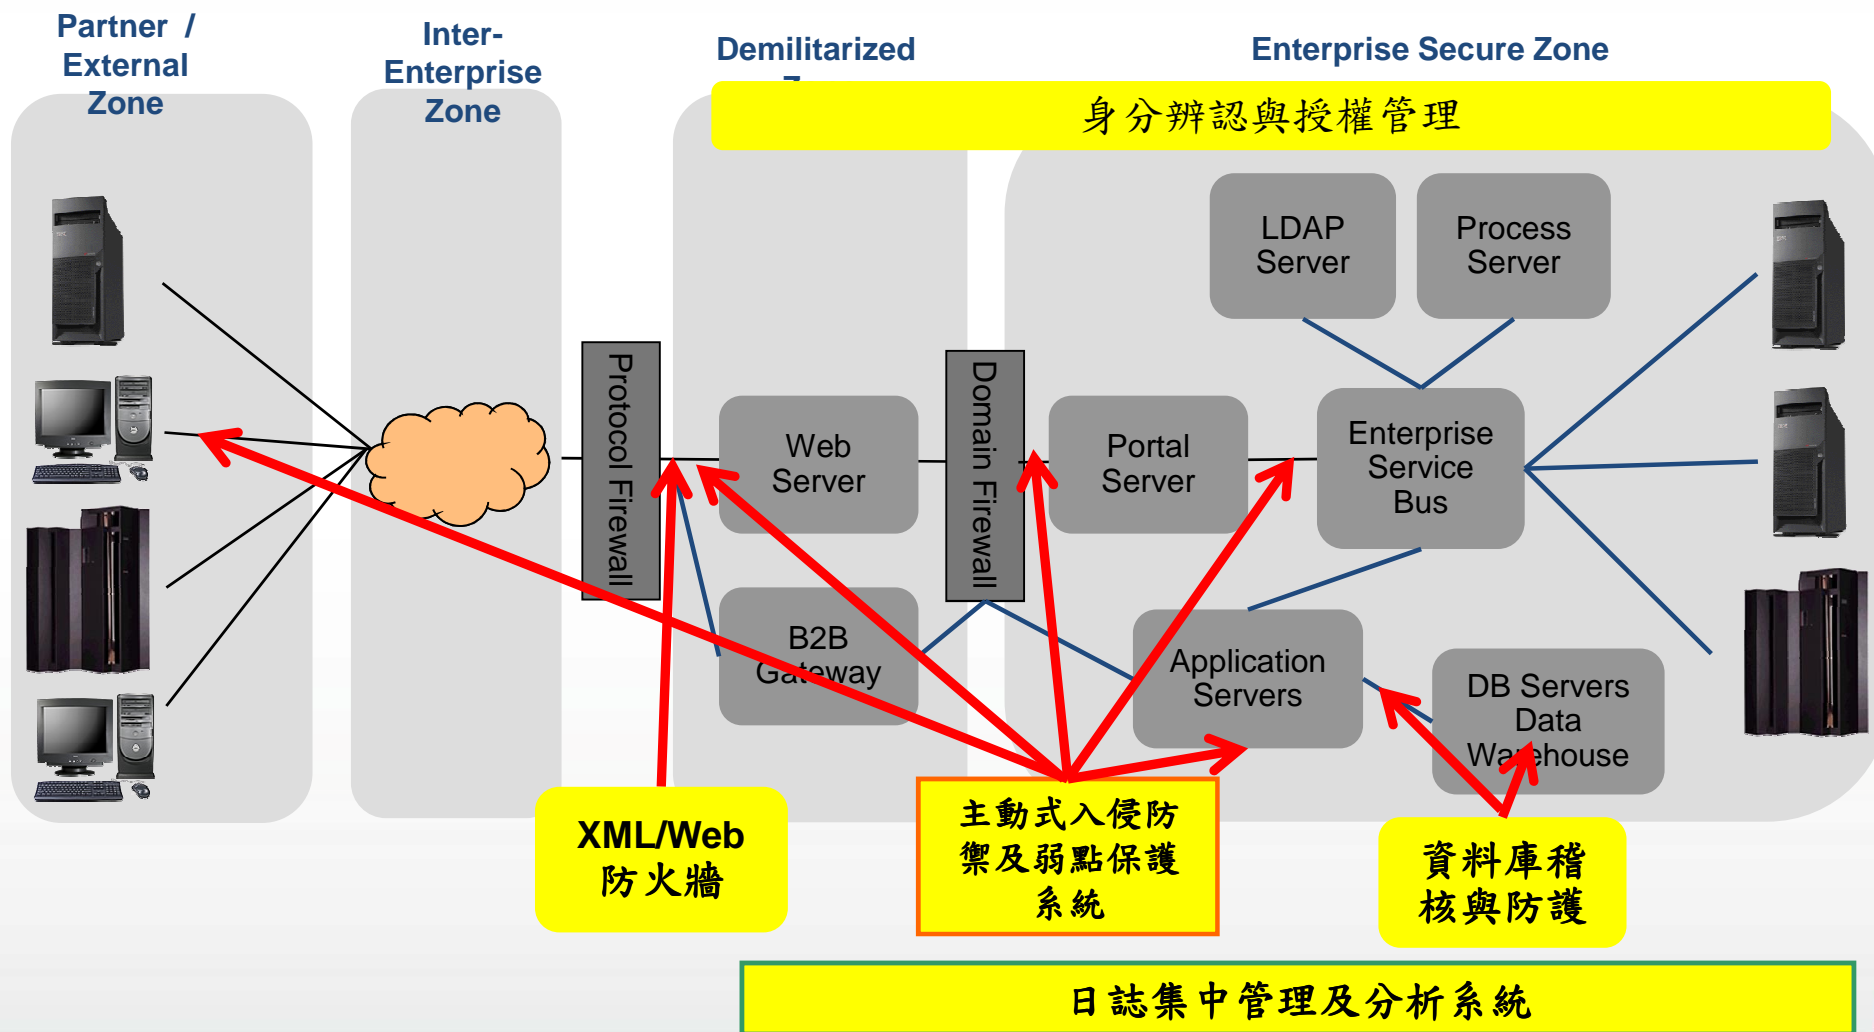 Partner /
External
Zone
Inter-
Enterprise
Zone
Demilitarized
Enterprise Secure Zone
身分辨認與授權管理
LDAP
Server
Process
Server
Protocol Firewall
Web
Server
Domain Firewall
Portal
Server
Enterprise
Service
Bus
B2B
Gateway
Application
Servers
DB Servers
Data
Warehouse
XML/Web
防火牆
主動式入侵防
禦及弱點保護
系統
資料庫稽
核與防護
日誌集中管理及分析系統